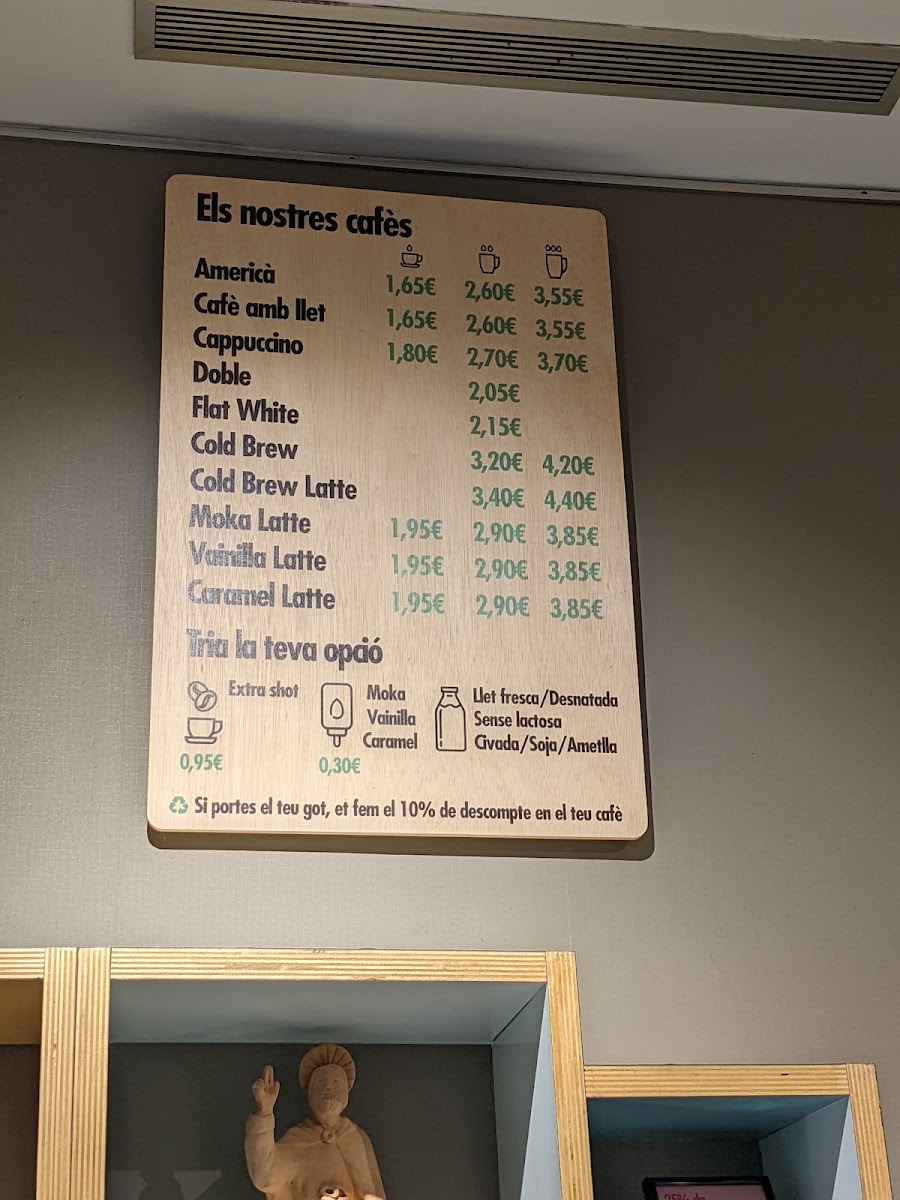 Els nostres cafès
Americà 1,65€ 2,60€ 3,55€
Cafè amb llet 1,65€ 2,60€ 3,55€
Cappuccino 1,80€ 2,70€ 3,70€
Doble 2,05€
Flat White 2,15€
Cold Brew 3,20€ 4,20€
Cold Brew Latte 3,40€ 4,40€
Moka Latte 1,95€ 2,90€ 3,85€
Vainilla Latte 1,95€ 2,90€ 3,85€
Caramel Latte 1,95€ 2,90€ 3,85€
Tria la teva opció
Extra shot
0,95€
Moka
Vainilla
Caramel
0,30€
Llet fresca/Desnatada
Sense lactosa
Civada/Soja/Ametlla
Si portes el teu got, et fem el 10% de descompte en el teu cafè
25% de